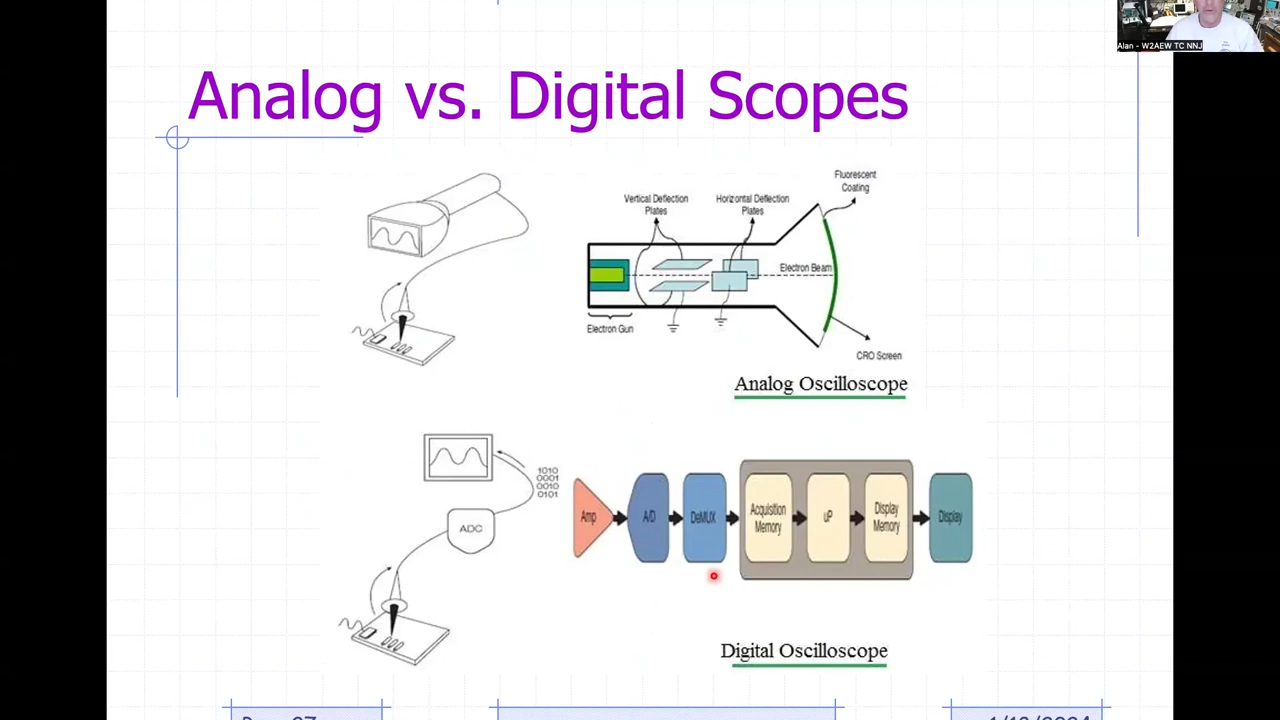 Alan - W2AEW TC NNJ
Analog vs. Digital Scopes
Fluorescent
Coating
Vertical Deflection
Plates
Horizontal Deflection
Plates
Electron Beam
Electron Gun
CRO Screen
Analog Oscilloscope
1010
0001
0010
0101
ADC
Amp
A/D
DeMUX
Acquisition
Memory
uP
Display
Memory
Display
Digital Oscilloscope